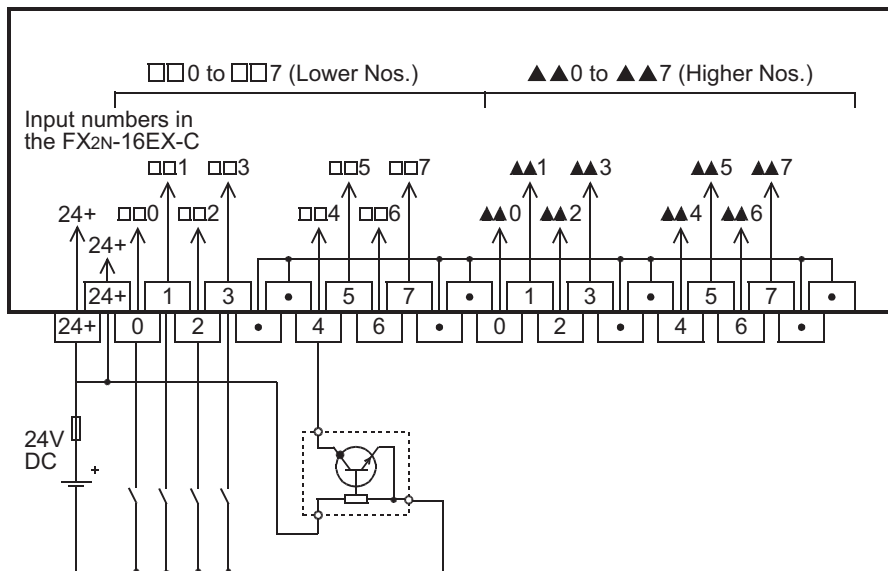 □□0 to □□7 (Lower Nos.) ▲▲0 to ▲▲7 (Higher Nos.)
Input numbers in
the FX2N-16EX-C
□□1 □□3 □□5 □□7 ▲▲1 ▲▲3 ▲▲5 ▲▲7
24+ □□0 □□2 □□4 □□6 ▲▲0 ▲▲2 ▲▲4 ▲▲6
24+
24+ 1 3 • 5 7 • 1 3 • 5 7 •
24+ 0 2 • 4 6 • 0 2 • 4 6 •
24V
DC
+